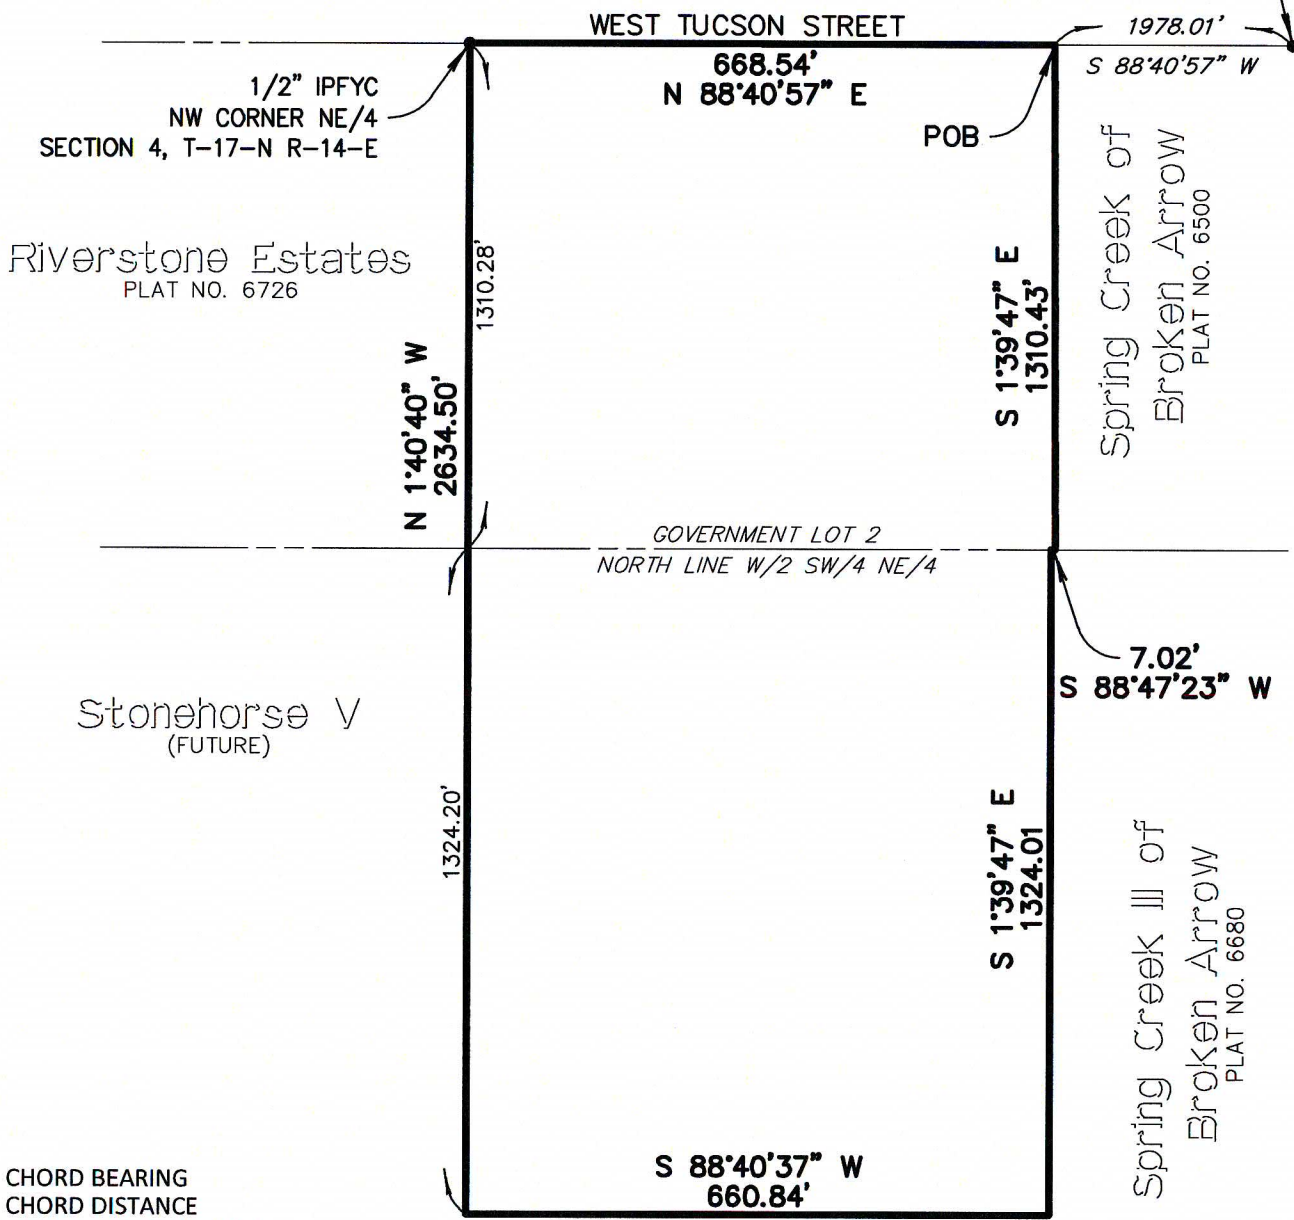 WEST TUCSON STREET
1978.01'
S 88°40'57" W
668.54'
N 88°40'57" E
1/2" IPFYC
NW CORNER NE/4
SECTION 4, T-17-N R-14-E
POB
Riverstone Estates
PLAT NO. 6726
1310.28'
N 1°40'40" W
2634.50'
S 1°39'47" E
1310.43'
Spring Creek of
Broken Arrow
PLAT NO. 6500
GOVERNMENT LOT 2
NORTH LINE W/2 SW/4 NE/4
7.02'
S 88°47'23" W
Stonehorse V
(FUTURE)
1324.20'
S 1°39'47" E
1324.01
Spring Creek III of
Broken Arrow
PLAT NO. 6680
S 88°40'37" W
660.84'
CHORD BEARING
CHORD DISTANCE